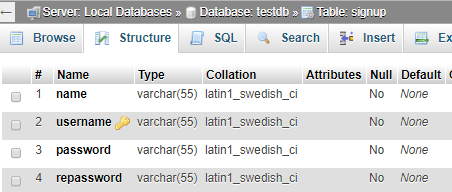 Server: Local Databases » Database: testdb » Table: signup
Browse Structure SQL Search Insert
# Name Type Collation Attributes Null Default
1 name varchar(55) latin1_swedish_ci No None
2 username varchar(55) latin1_swedish_ci No None
3 password varchar(55) latin1_swedish_ci No None
4 repassword varchar(55) latin1_swedish_ci No None